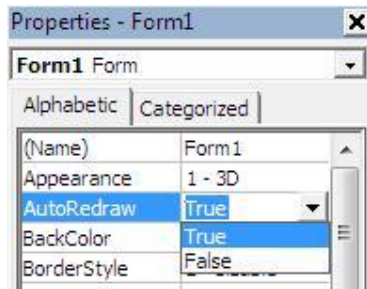 Properties - Form1
Form1 Form
Alphabetic Categorized
(Name) Form1
Appearance 1 - 3D
AutoRedraw True
BackColor True
BorderStyle False